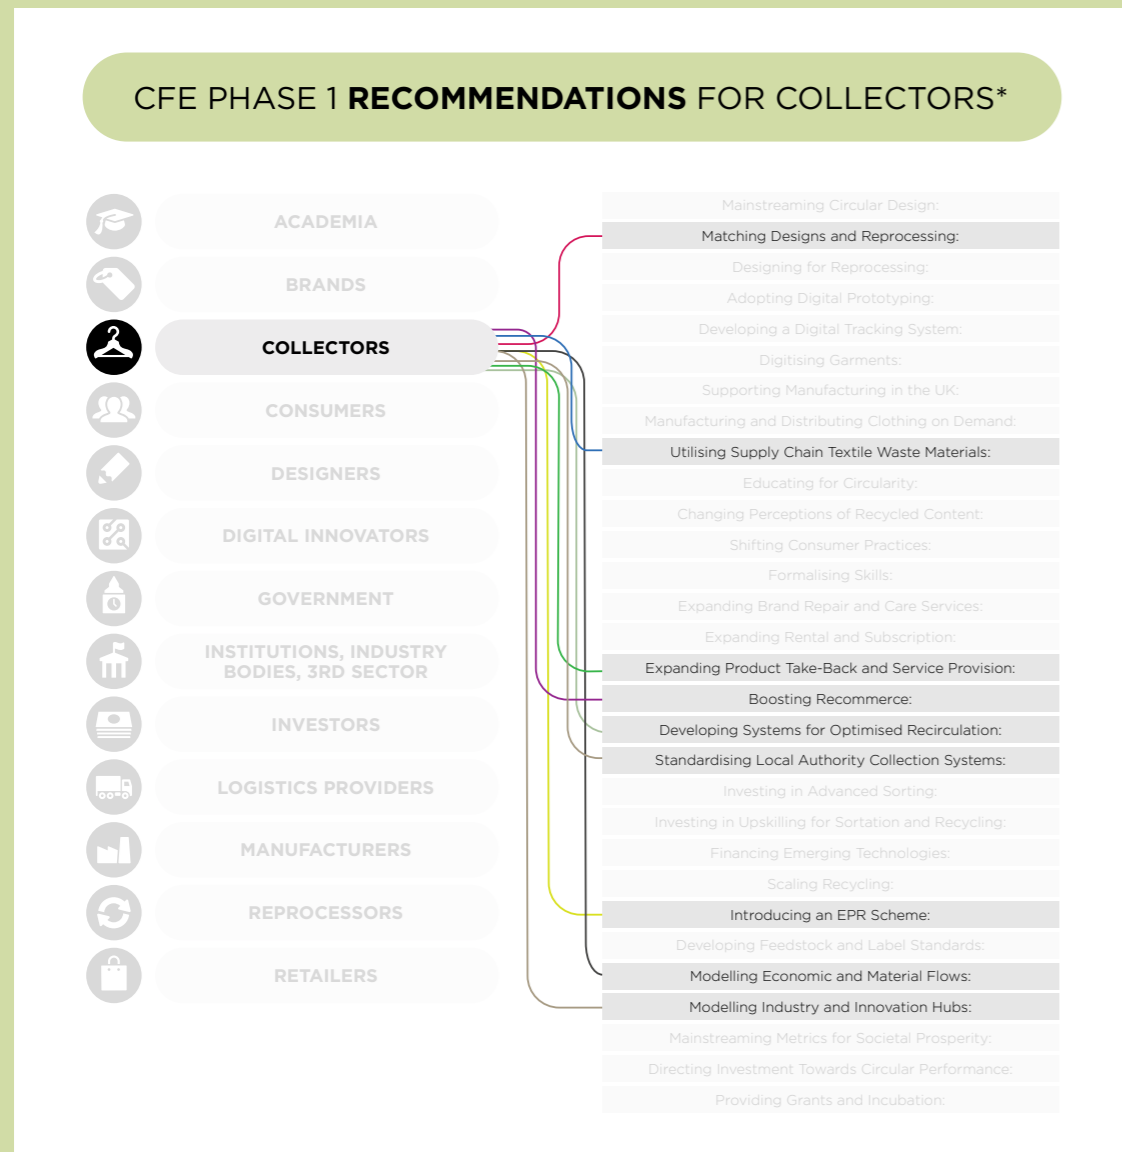 CFE PHASE 1 RECOMMENDATIONS FOR COLLECTORS*
ACADEMIA
BRANDS
COLLECTORS
CONSUMERS
DESIGNERS
DIGITAL INNOVATORS
GOVERNMENT
INSTITUTIONS, INDUSTRY
BODIES, 3RD SECTOR
INVESTORS
LOGISTICS PROVIDERS
MANUFACTURERS
REPROCESSORS
RETAILERS
Mainstreaming Circular Design:
Matching Designs and Reprocessing:
Designing for Reprocessing:
Adopting Digital Prototyping:
Developing a Digital Tracking System:
Digitising Garments:
Supporting Manufacturing in the UK:
Manufacturing and Distributing Clothing on Demand:
Utilising Supply Chain Textile Waste Materials:
Educating for Circularity:
Changing Perceptions of Recycled Content:
Shifting Consumer Practices:
Formalising Skills:
Expanding Brand Repair and Care Services:
Expanding Rental and Subscription:
Expanding Product Take-Back and Service Provision:
Boosting Recommerce:
Developing Systems for Optimised Recirculation:
Standardising Local Authority Collection Systems:
Investing in Advanced Sorting:
Investing in Upskilling for Sortation and Recycling:
Financing Emerging Technologies:
Scaling Recycling:
Introducing an EPR Scheme:
Developing Feedstock and Label Standards:
Modelling Economic and Material Flows:
Modelling Industry and Innovation Hubs:
Mainstreaming Metrics for Societal Prosperity:
Directing Investment Towards Circular Performance:
Providing Grants and Incubation: